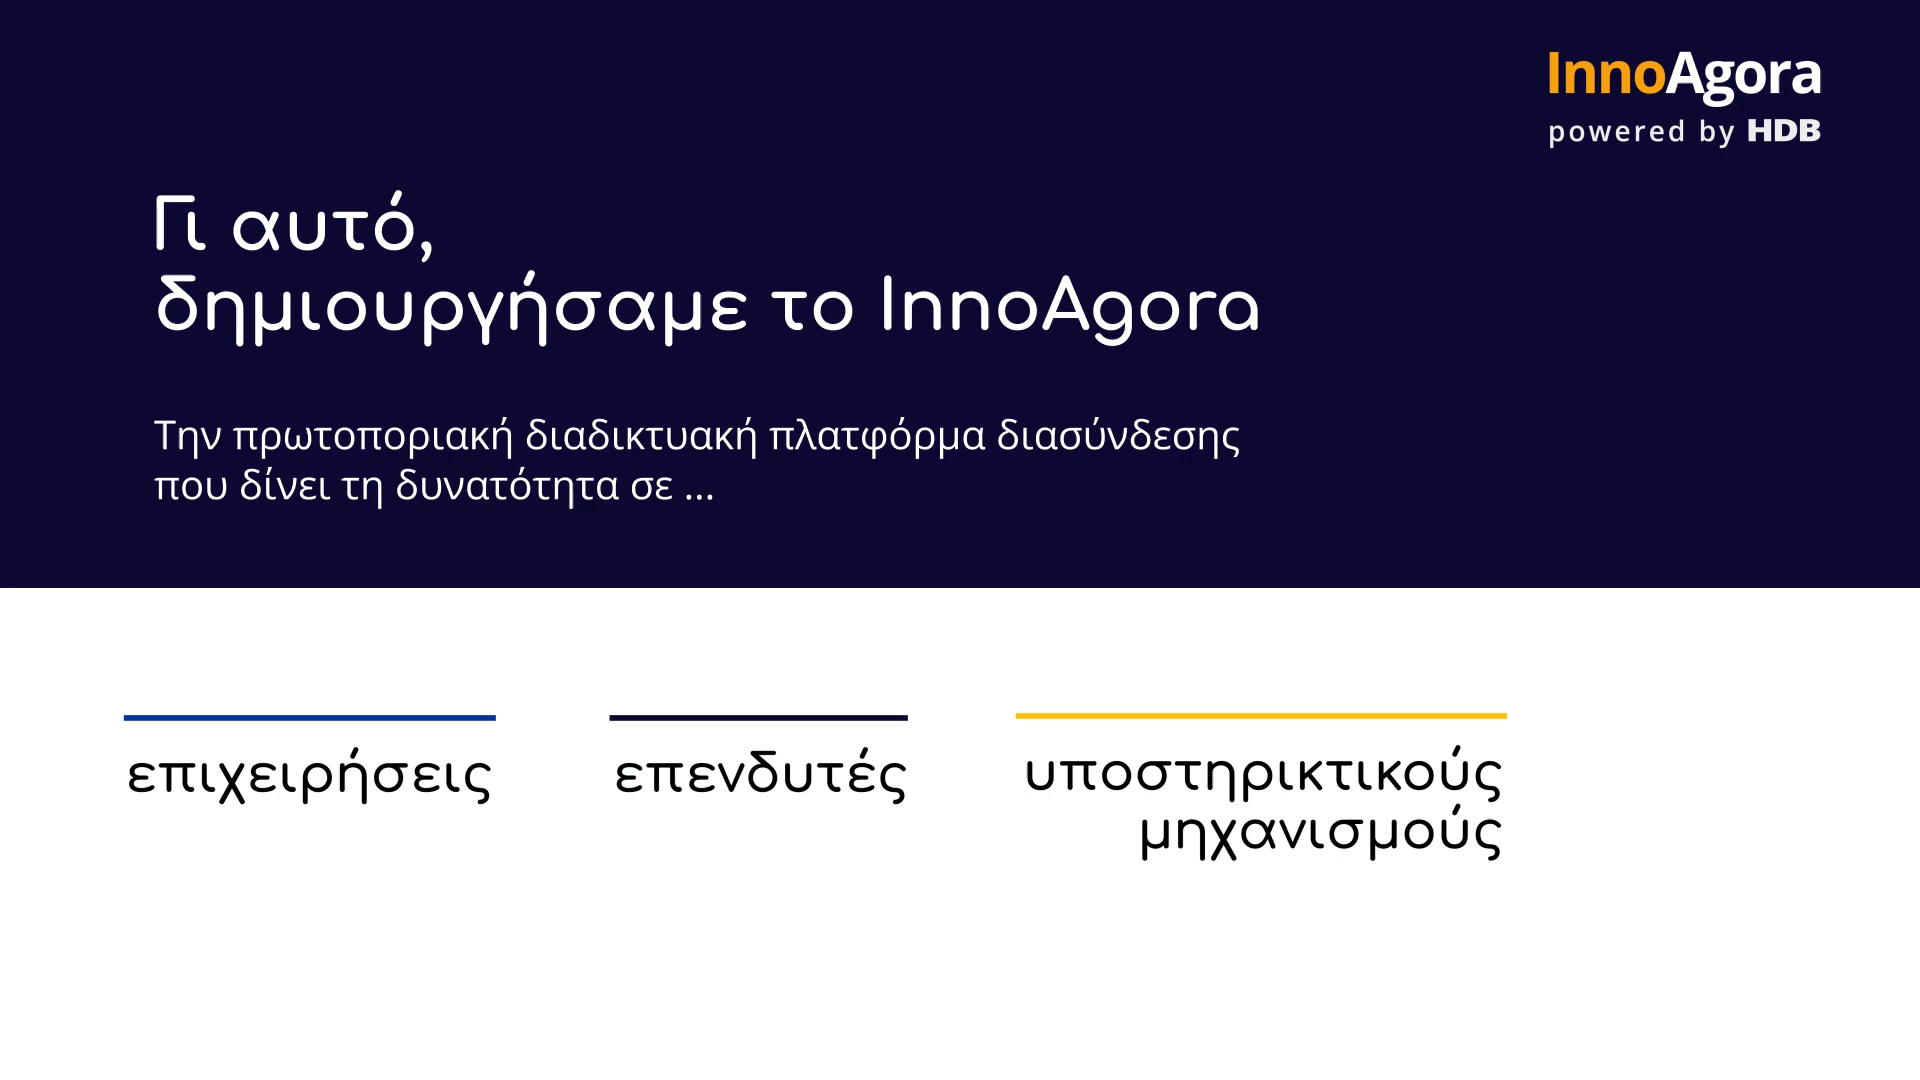 InnoAgora
powered by HDB
Γι αυτό,
δημιουργήσαμε το InnoAgora
Την πρωτοποριακή διαδικτυακή πλατφόρμα διασύνδεσης
που δίνει τη δυνατότητα σε ...
επιχειρήσεις
επενδυτές
υποστηρικτικούς
μηχανισμούς